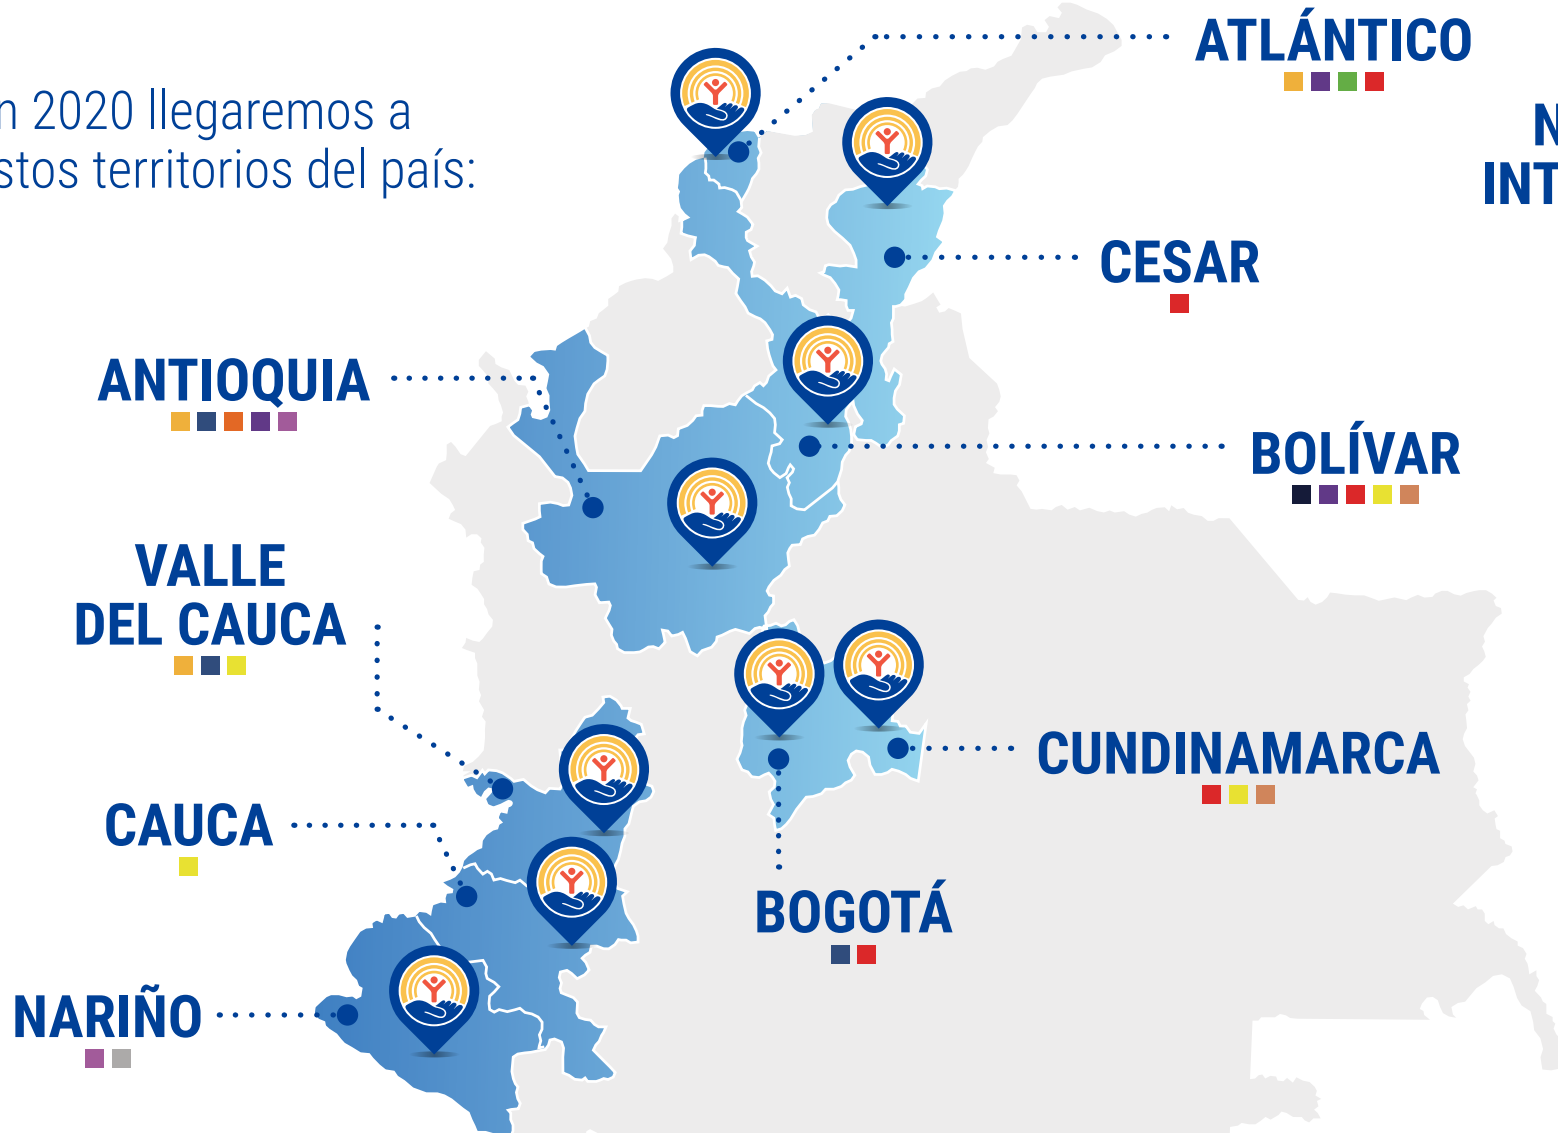 n 2020 llegaremos a
stos territorios del país:
ATLÁNTICO
N
INT
CESAR
ANTIOQUIA
BOLÍVAR
VALLE
DEL CAUCA
CUNDINAMARCA
CAUCA
BOGOTÁ
NARIÑO